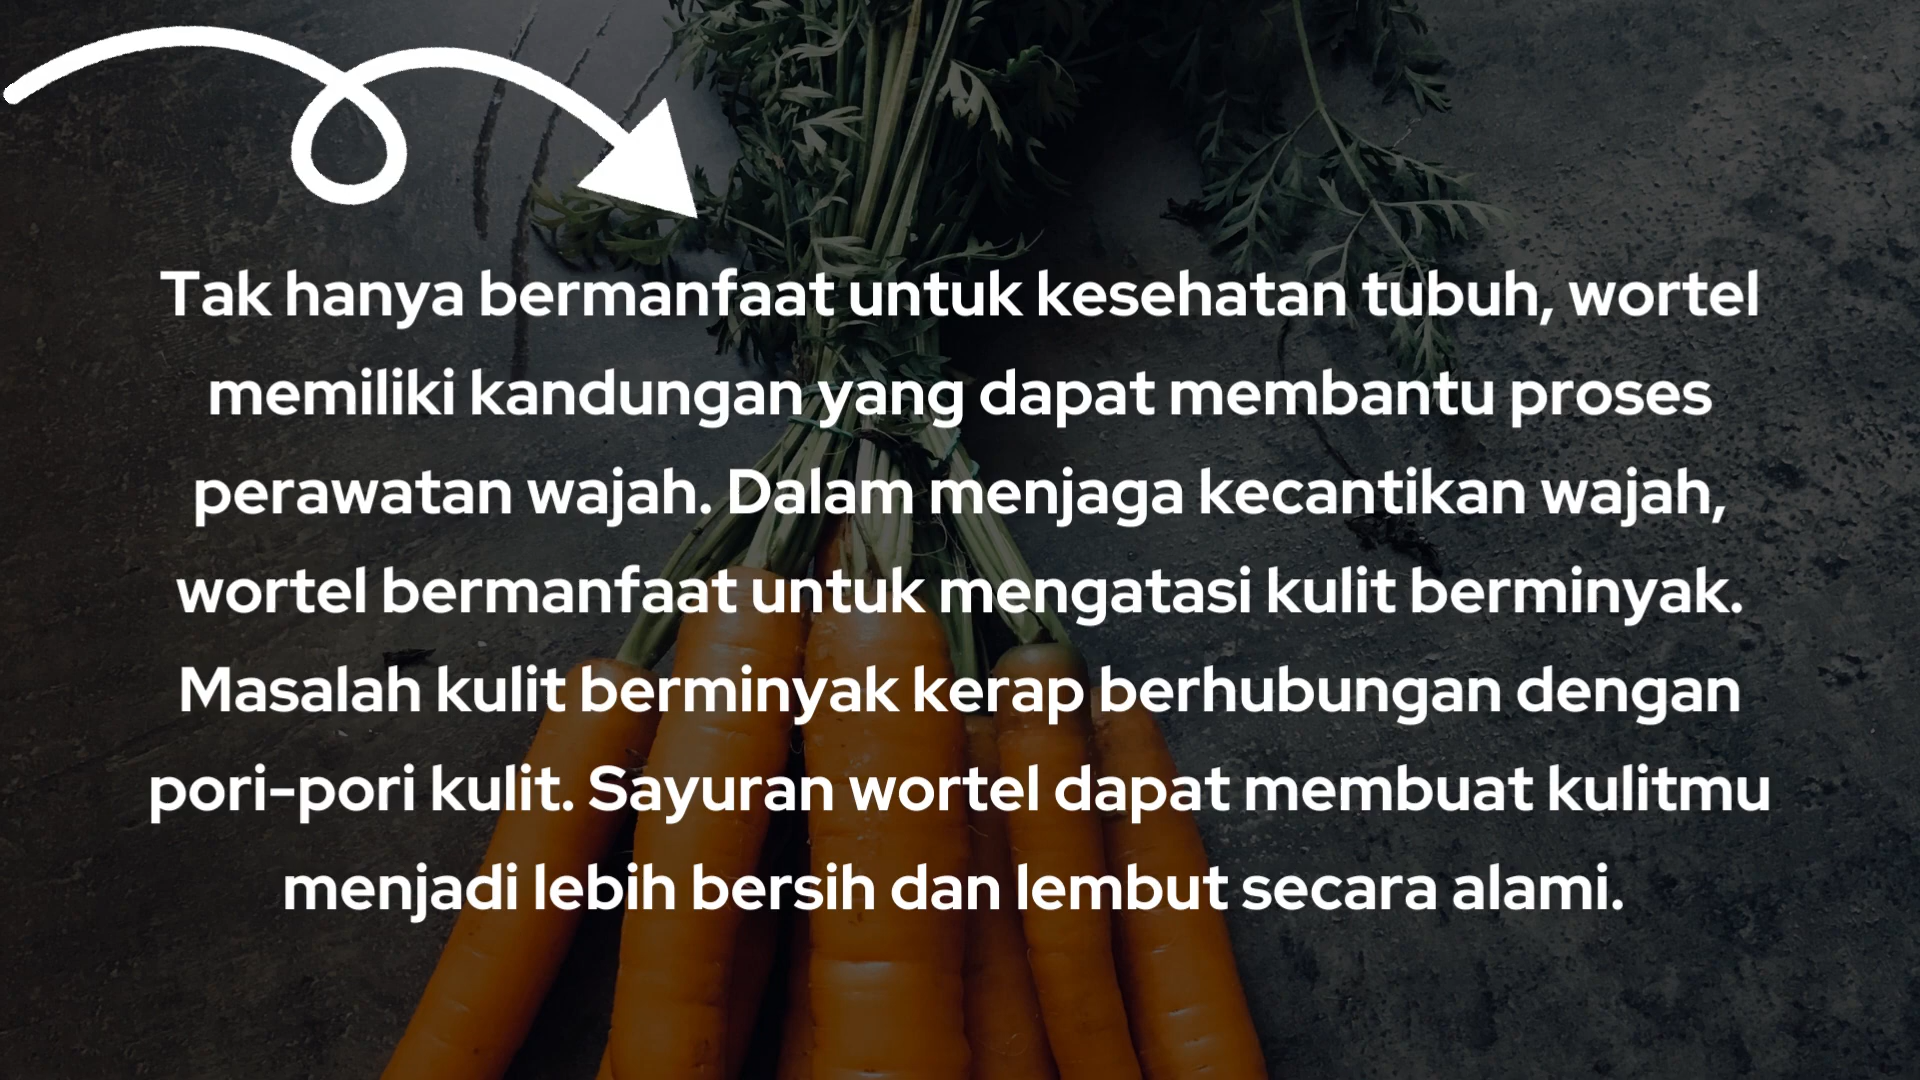 Tak hanya bermanfaat untuk kesehatan tubuh, wortel
memiliki kandungan yang dapat membantu proses
perawatan wajah. Dalam menjaga kecantikan wajah,
wortel bermanfaat untuk mengatasi kulit berminyak.
Masalah kulit berminyak kerap berhubungan dengan
pori-pori kulit. Sayuran wortel dapat membuat kulitmu
menjadi lebih bersih dan lembut secara alami.